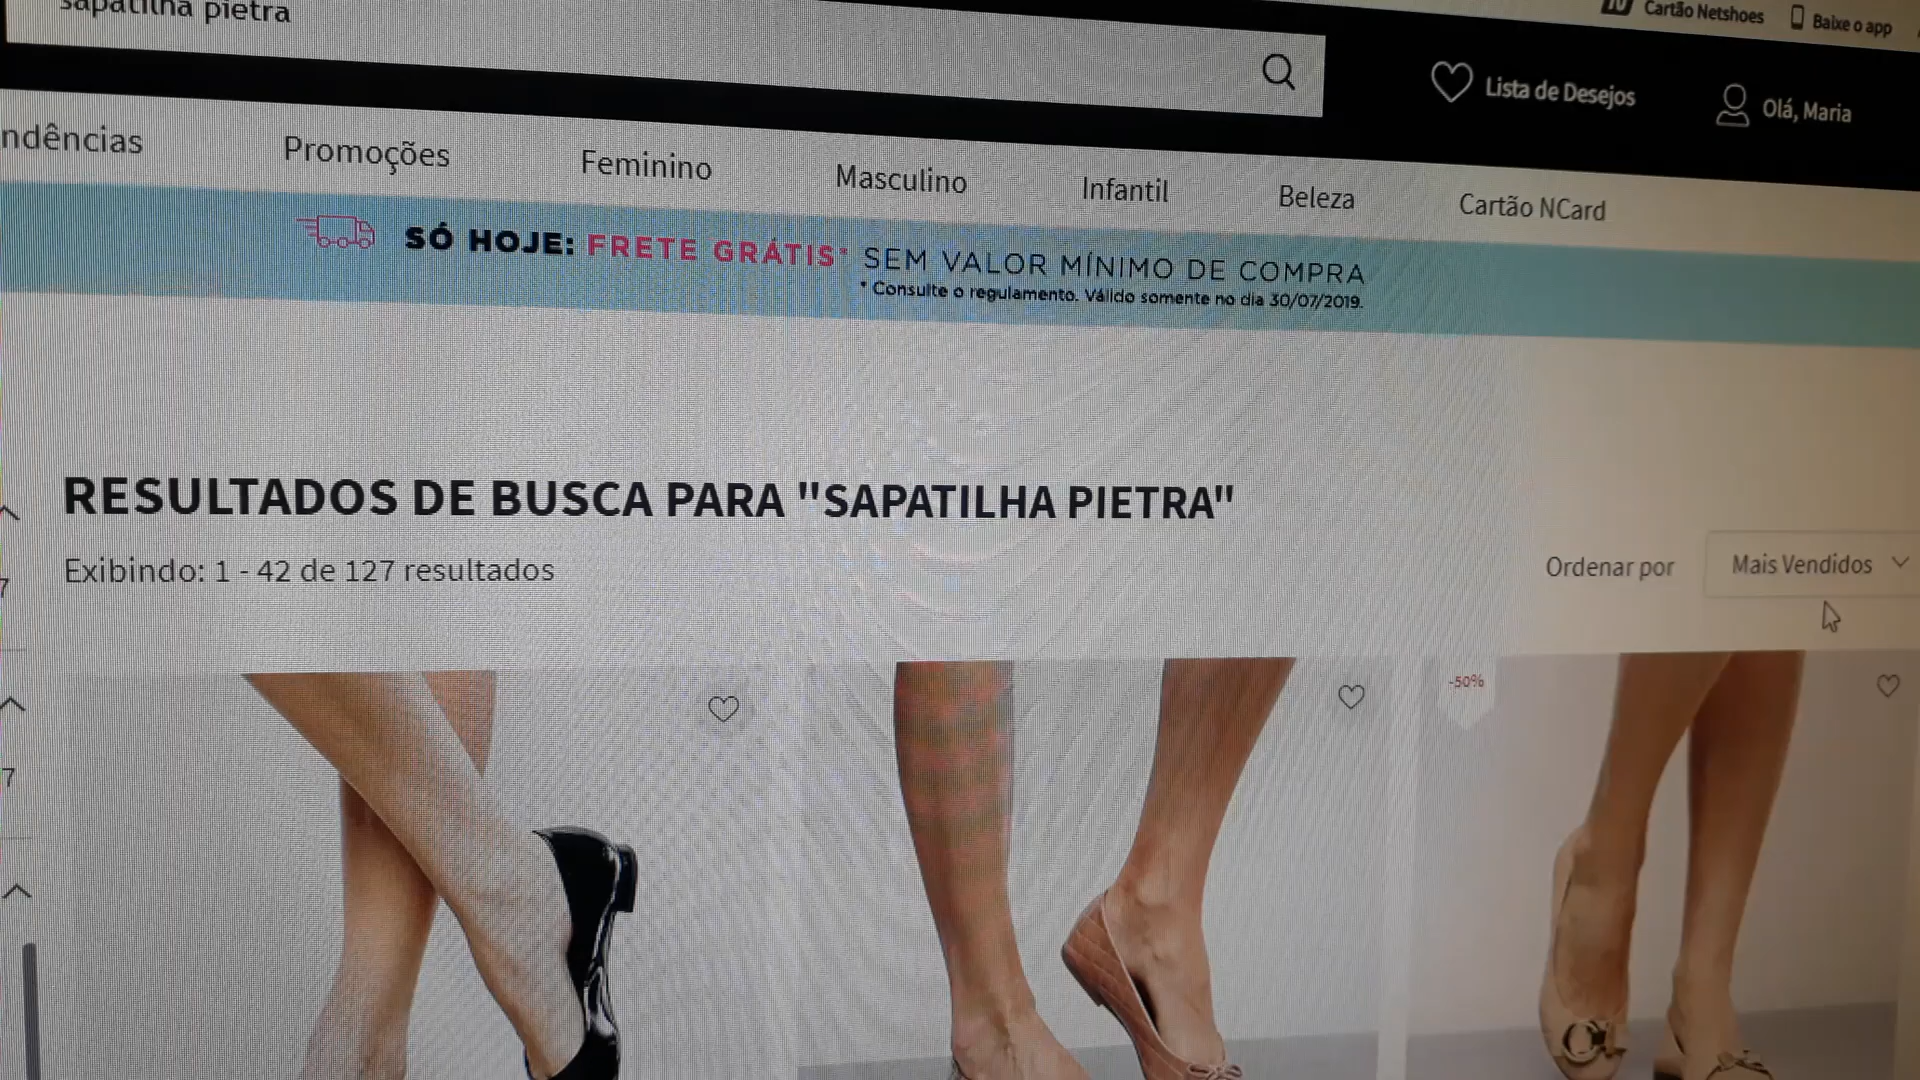 sapatilha pietra
Cartão Netshoes
Baixe o app
Lista de Desejos
Olá, Maria
ndências
Promoções
Feminino
Masculino
Infantil
Beleza
Cartão NCard
SÓ HOJE: FRETE GRÁTIS* SEM VALOR MÍNIMO DE COMPRA
* Consulte o regulamento. Válido somente no dia 30/07/2019.
RESULTADOS DE BUSCA PARA "SAPATILHA PIETRA"
Exibindo: 1 - 42 de 127 resultados
Ordenar por
Mais Vendidos
7
-50%
7